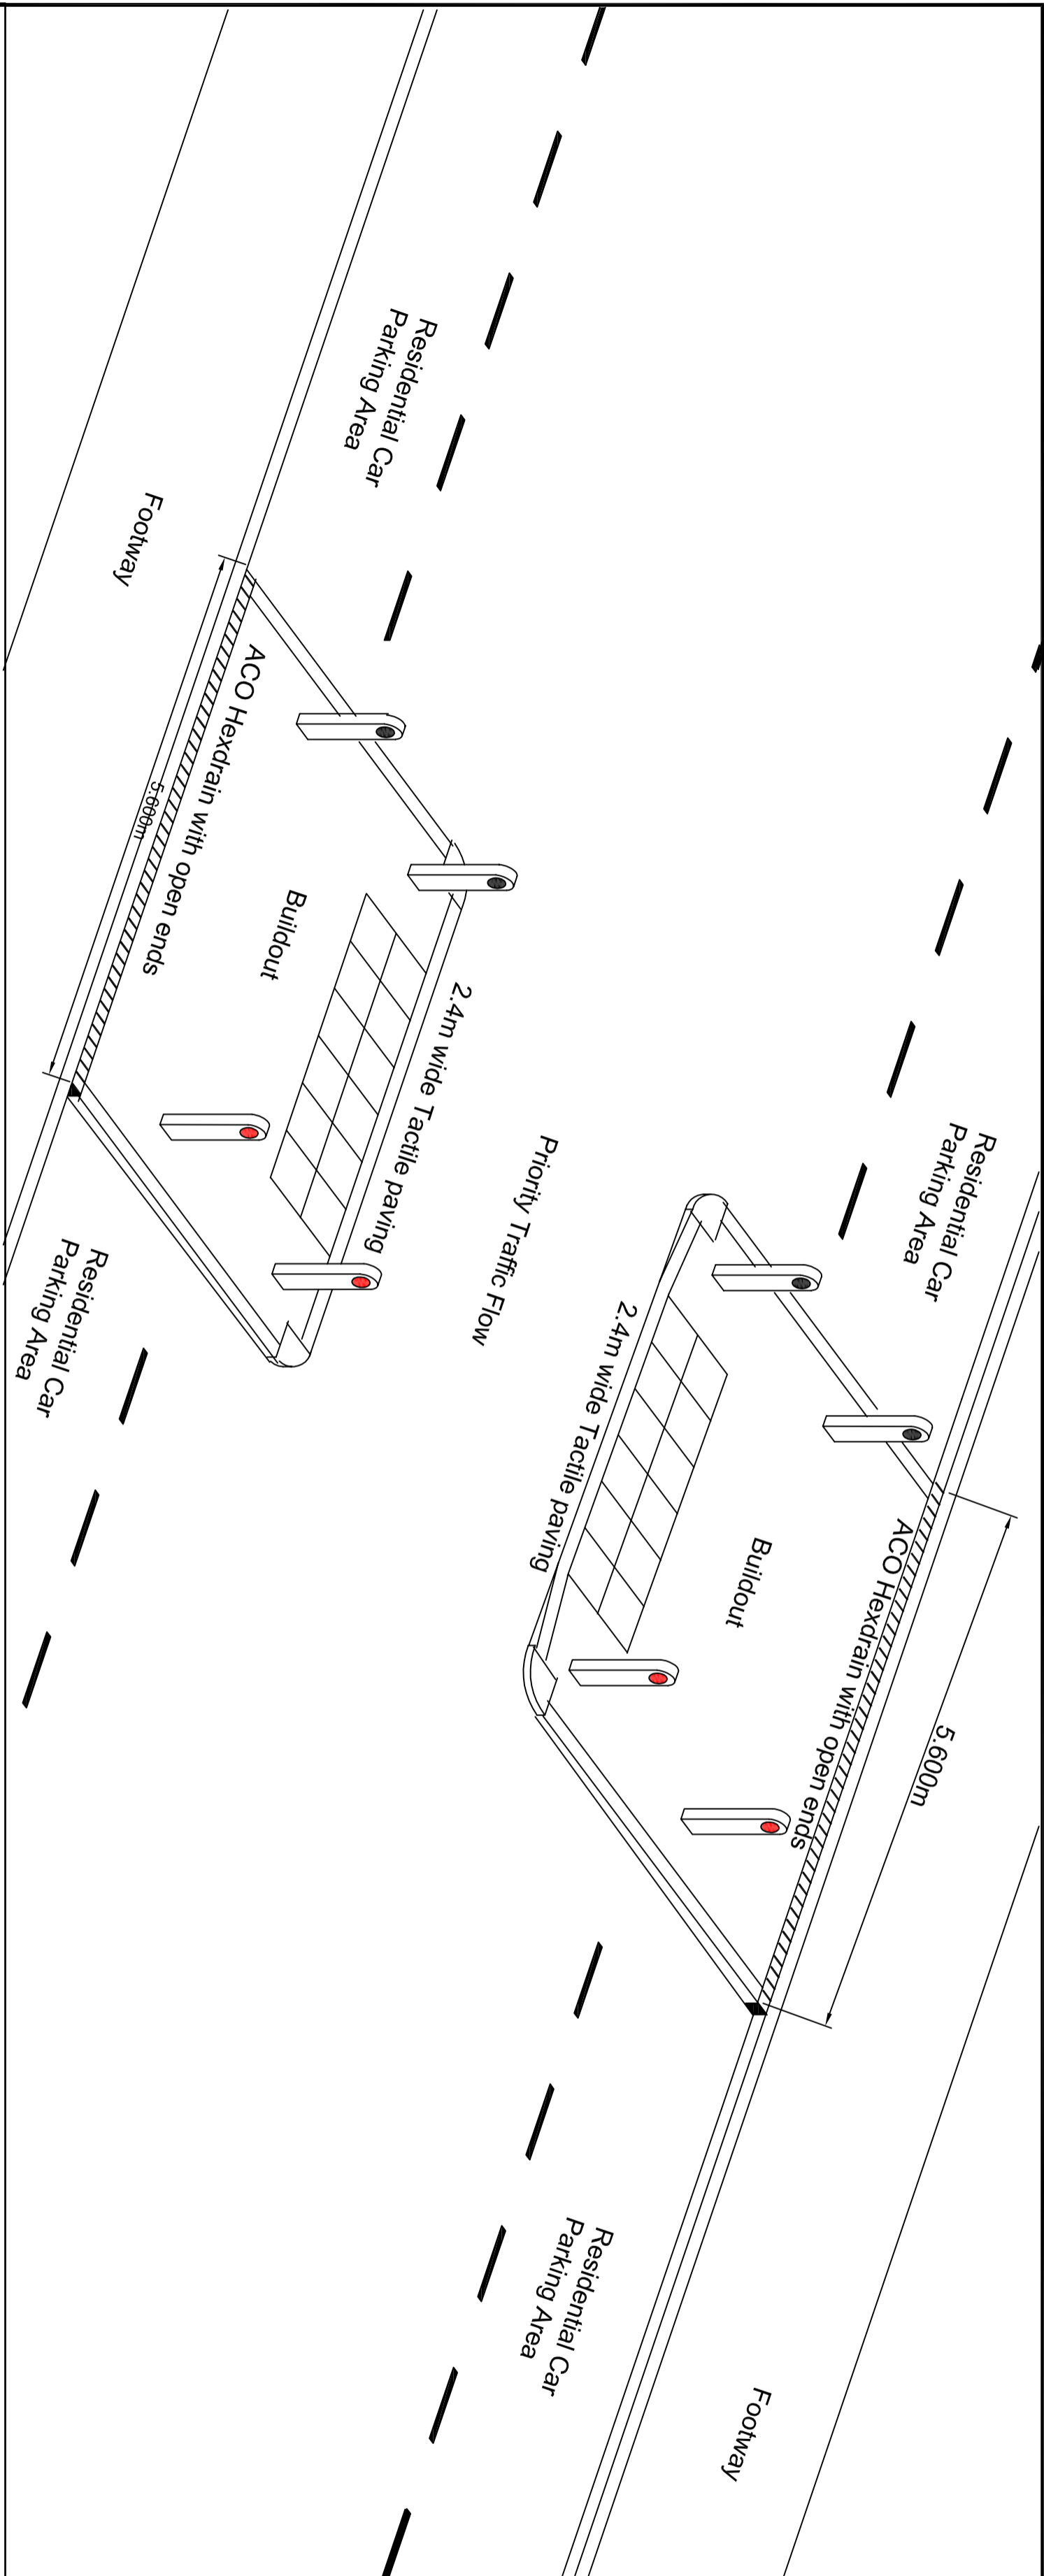 Residential Car
Parking Area
Footway
ACO Hexdrain with open ends
5.600m
Buildout
2.4m wide Tactile paving
Priority Traffic Flow
Residential Car
Parking Area
Residential Car
Parking Area
2.4m wide Tactile paving
Buildout
ACO Hexdrain with open ends
5.600m
Residential Car
Parking Area
Footway